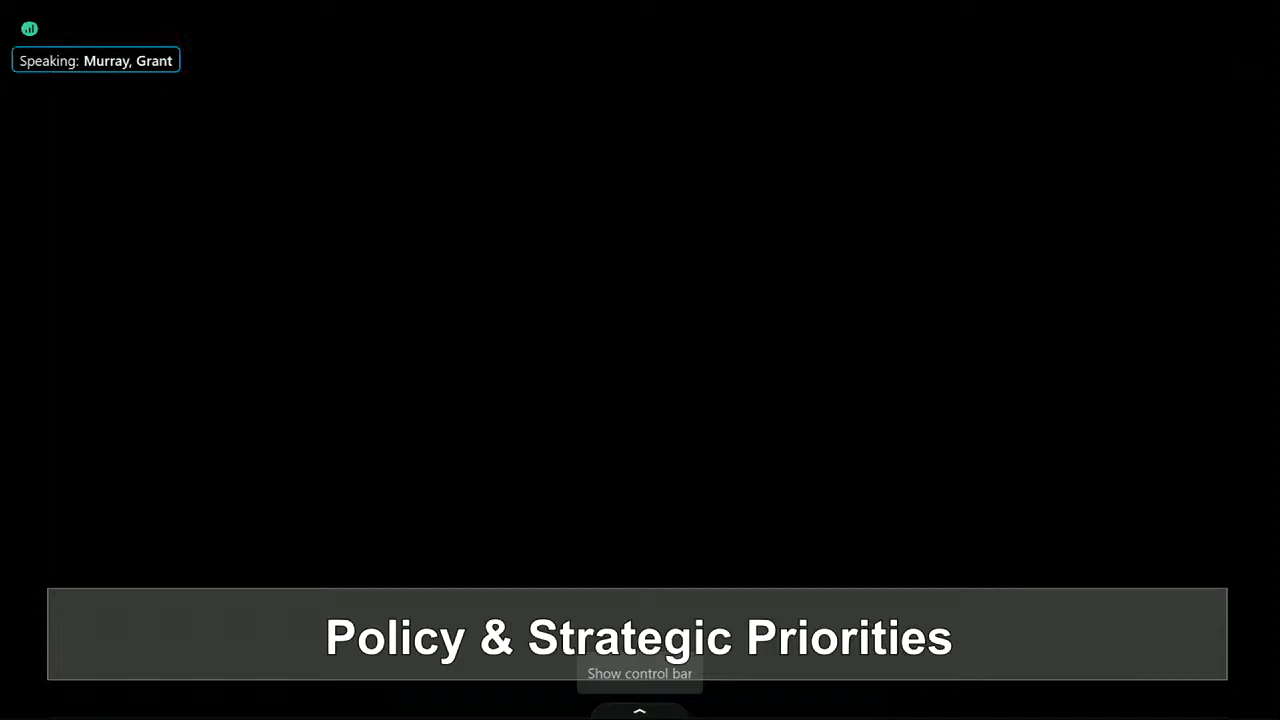 Speaking: Murray, Grant
Policy & Strategic Priorities
Show control bar